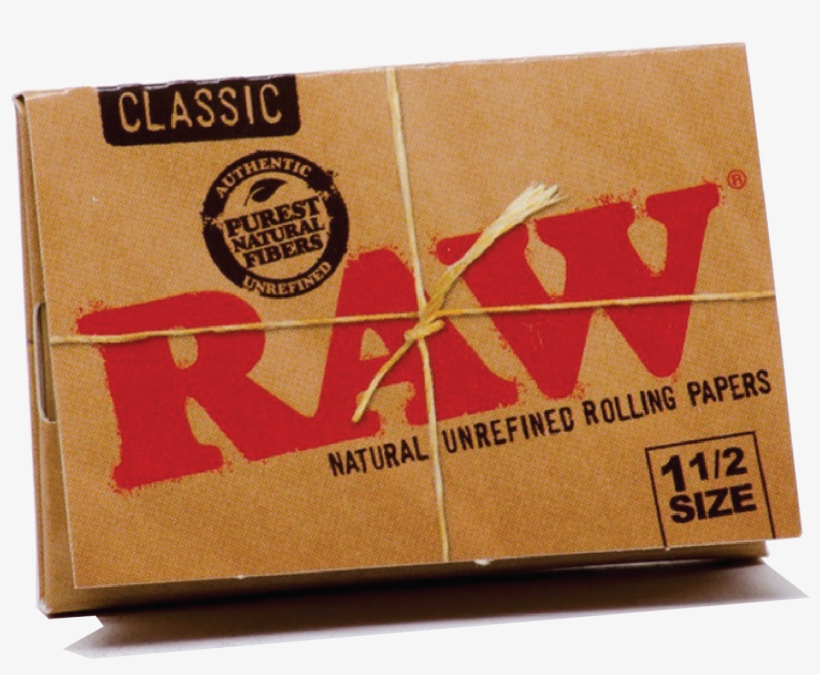 CLASSIC
AUTHENTIC
PUREST
NATURAL
FIBERS
UNREFINED
RAW®
NATURAL UNREFINED ROLLING PAPERS
1 1/2
SIZE